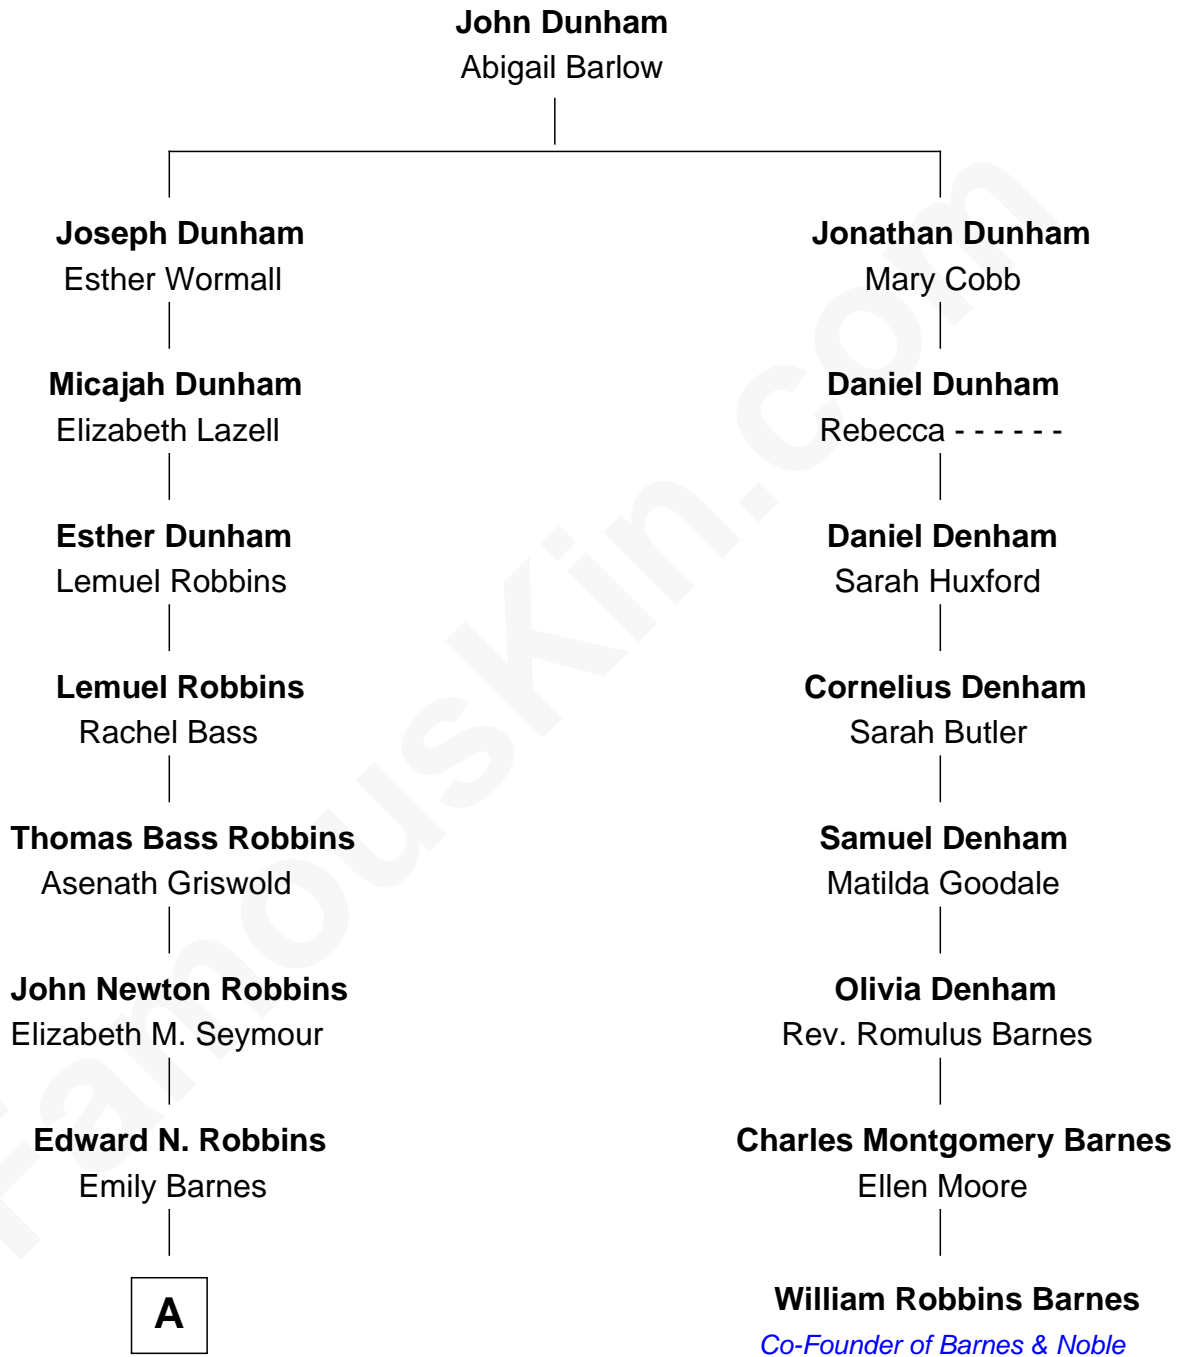 John Dunham
Abigail Barlow
Joseph Dunham
Esther Wormall
Jonathan Dunham
Mary Cobb
Micajah Dunham
Elizabeth Lazell
Daniel Dunham
Rebecca - - - - - -
Esther Dunham
Lemuel Robbins
Daniel Denham
Sarah Huxford
Lemuel Robbins
Rachel Bass
Cornelius Denham
Sarah Butler
Thomas Bass Robbins
Asenath Griswold
Samuel Denham
Matilda Goodale
John Newton Robbins
Elizabeth M. Seymour
Olivia Denham
Rev. Romulus Barnes
Edward N. Robbins
Emily Barnes
Charles Montgomery Barnes
Ellen Moore
A
William Robbins Barnes
Co-Founder of Barnes & Noble
FamousKin.com